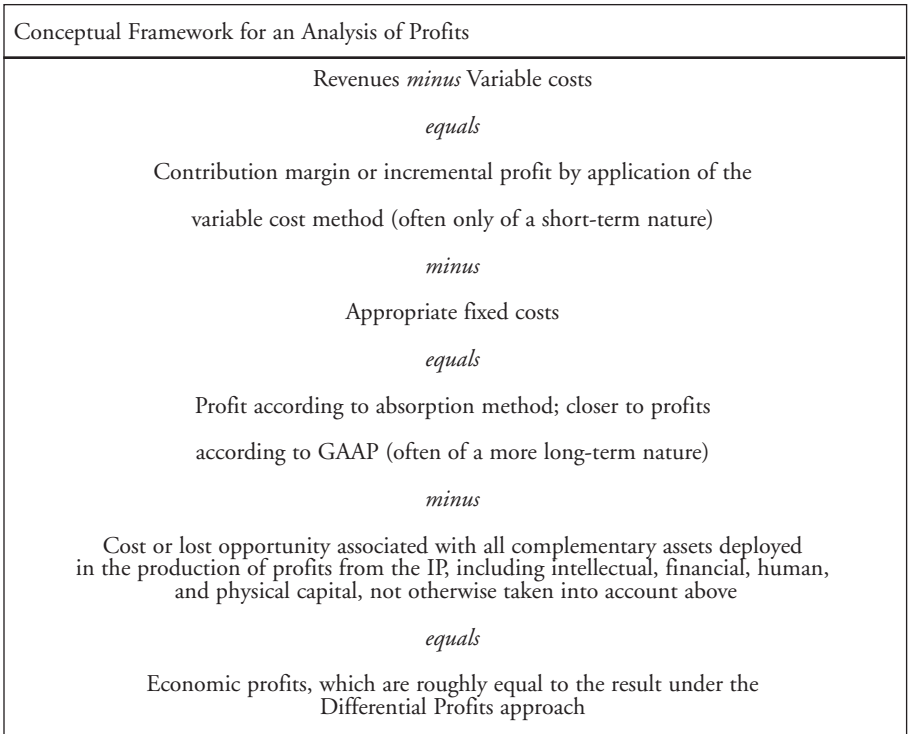 Conceptual Framework for an Analysis of Profits
Revenues minus Variable costs
equals
Contribution margin or incremental profit by application of the
variable cost method (often only of a short-term nature)
minus
Appropriate fixed costs
equals
Profit according to absorption method; closer to profits
according to GAAP (often of a more long-term nature)
minus
Cost or lost opportunity associated with all complementary assets deployed
in the production of profits from the IP, including intellectual, financial, human,
and physical capital, not otherwise taken into account above
equals
Economic profits, which are roughly equal to the result under the
Differential Profits approach